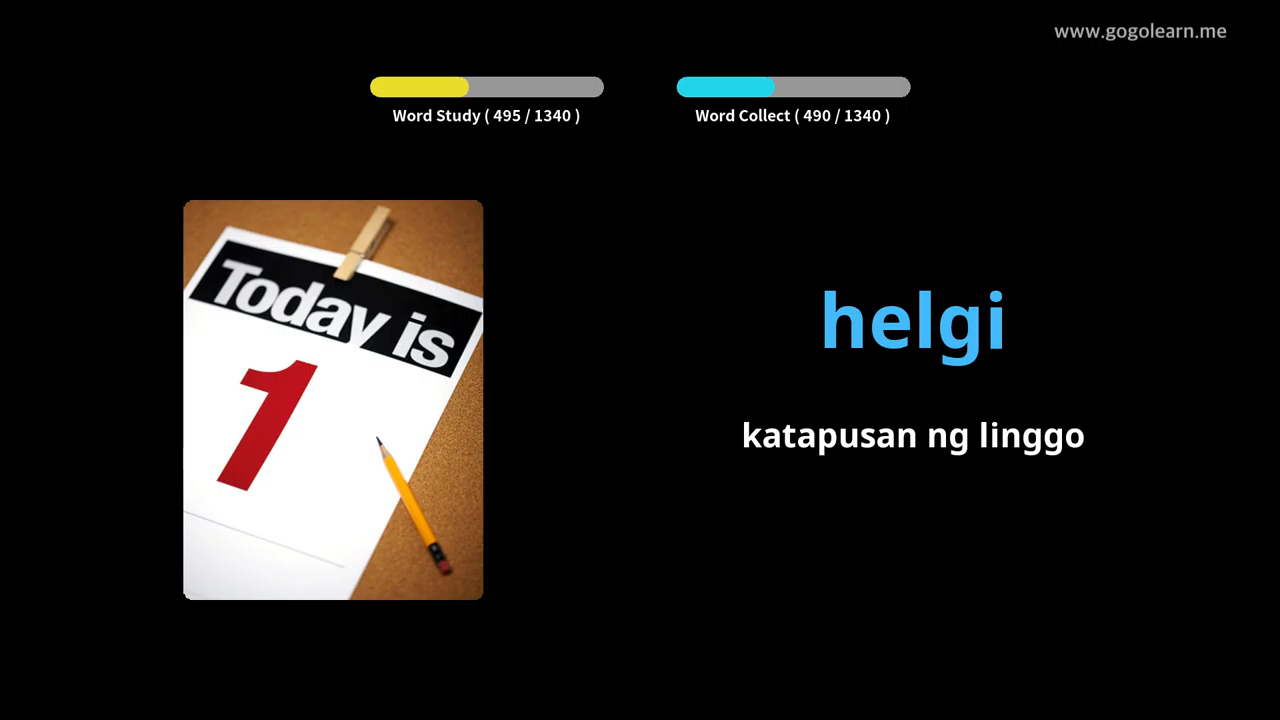 www.gogolearn.me
Word Study ( 495 / 1340 )
Word Collect ( 490 / 1340 )
Today is
1
helgi
katapusan ng linggo